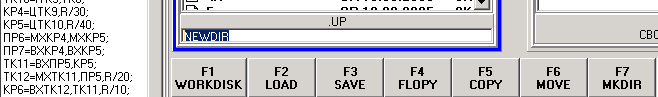 КР4=ЦТК9,R/30;
КР5=ЦТК10,R/40;
ПР6=МХКР4,МХКР5;
ПР7=ВХКР4,ВХКР5;
ТК11=ВХПР5,КР5;
ТК12=МХТК11,ПР5,R/20;
КР6=ВХТК12,ТК11,R/10;
.UP
NEWDIR
СВО
F1 F2 F3 F4 F5 F6 F7
WORKDISK LOAD SAVE FLOPY COPY MOVE MKDIR